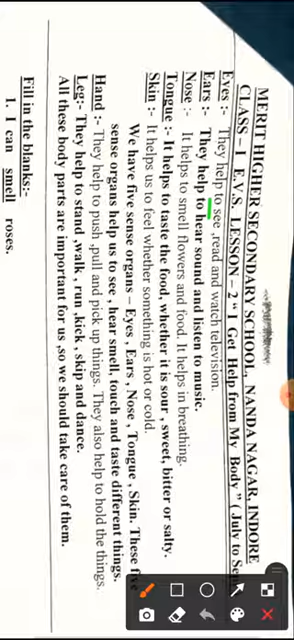 MERIT HIGHER SECONDARY SCHOOL, NANDA NAGAR, INDORE
CLASS – I E.V.S. LESSON – 2 " I Get Help from My Body " ( July to
Eyes :- They help to see ,read and watch television.
Ears :- They help to hear sound and listen to music.
Nose :- It helps to smell flowers and food. It helps in breathing.
Tongue :- It helps to taste the food, whether it is sour , sweet, bitter or salty.
Skin :- It helps us to feel whether something is hot or cold.
We have five sense organs – Eyes , Ears , Nose , Tongue , Skin. These
sense organs help us to see , hear smell, touch and taste different things.
Hand :- They help to push ,pull and pick up things. They also help to hold the things.
Leg:- They help to stand ,walk , run ,kick , skip and dance.
All these body parts are important for us ,so we should take care of them.
Fill in the blanks:-
1. I can smell roses.